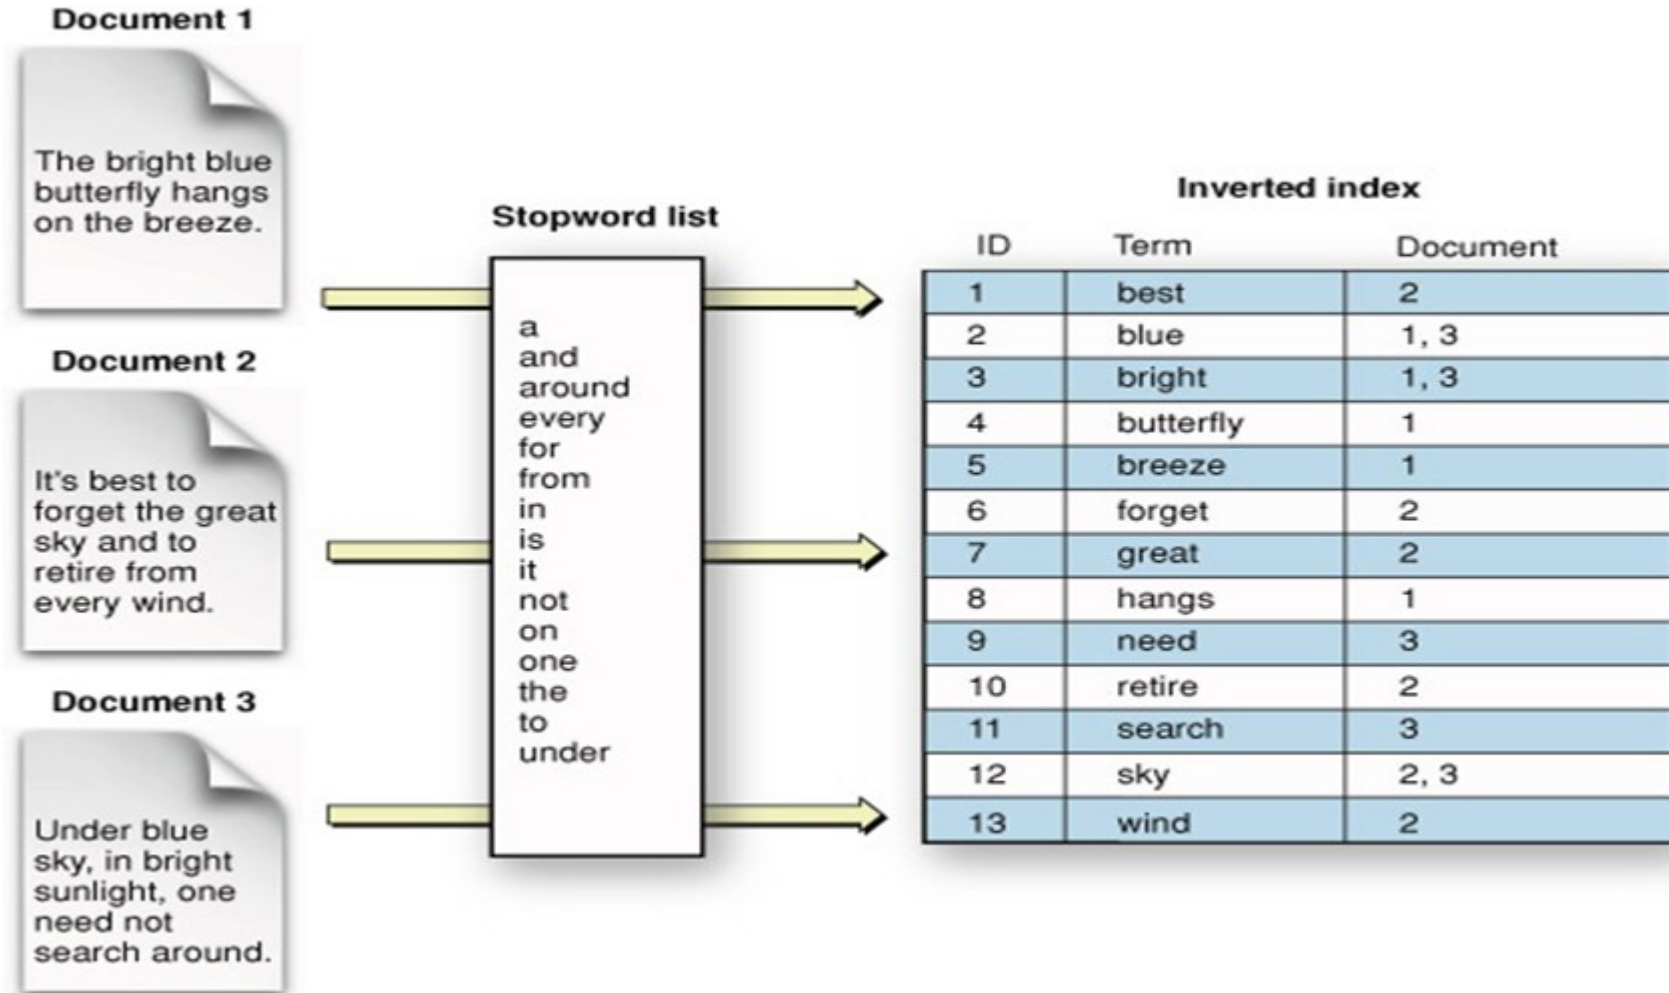 Document 1
The bright blue
butterfly hangs
on the breeze.
Document 2
It's best to
forget the great
sky and to
retire from
every wind.
Document 3
Under blue
sky, in bright
sunlight, one
need not
search around.
Stopword list
a
and
around
every
for
from
in
is
it
not
on
one
the
to
under
Inverted index
ID Term Document
1 best 2
2 blue 1, 3
3 bright 1, 3
4 butterfly 1
5 breeze 1
6 forget 2
7 great 2
8 hangs 1
9 need 3
10 retire 2
11 search 3
12 sky 2, 3
13 wind 2